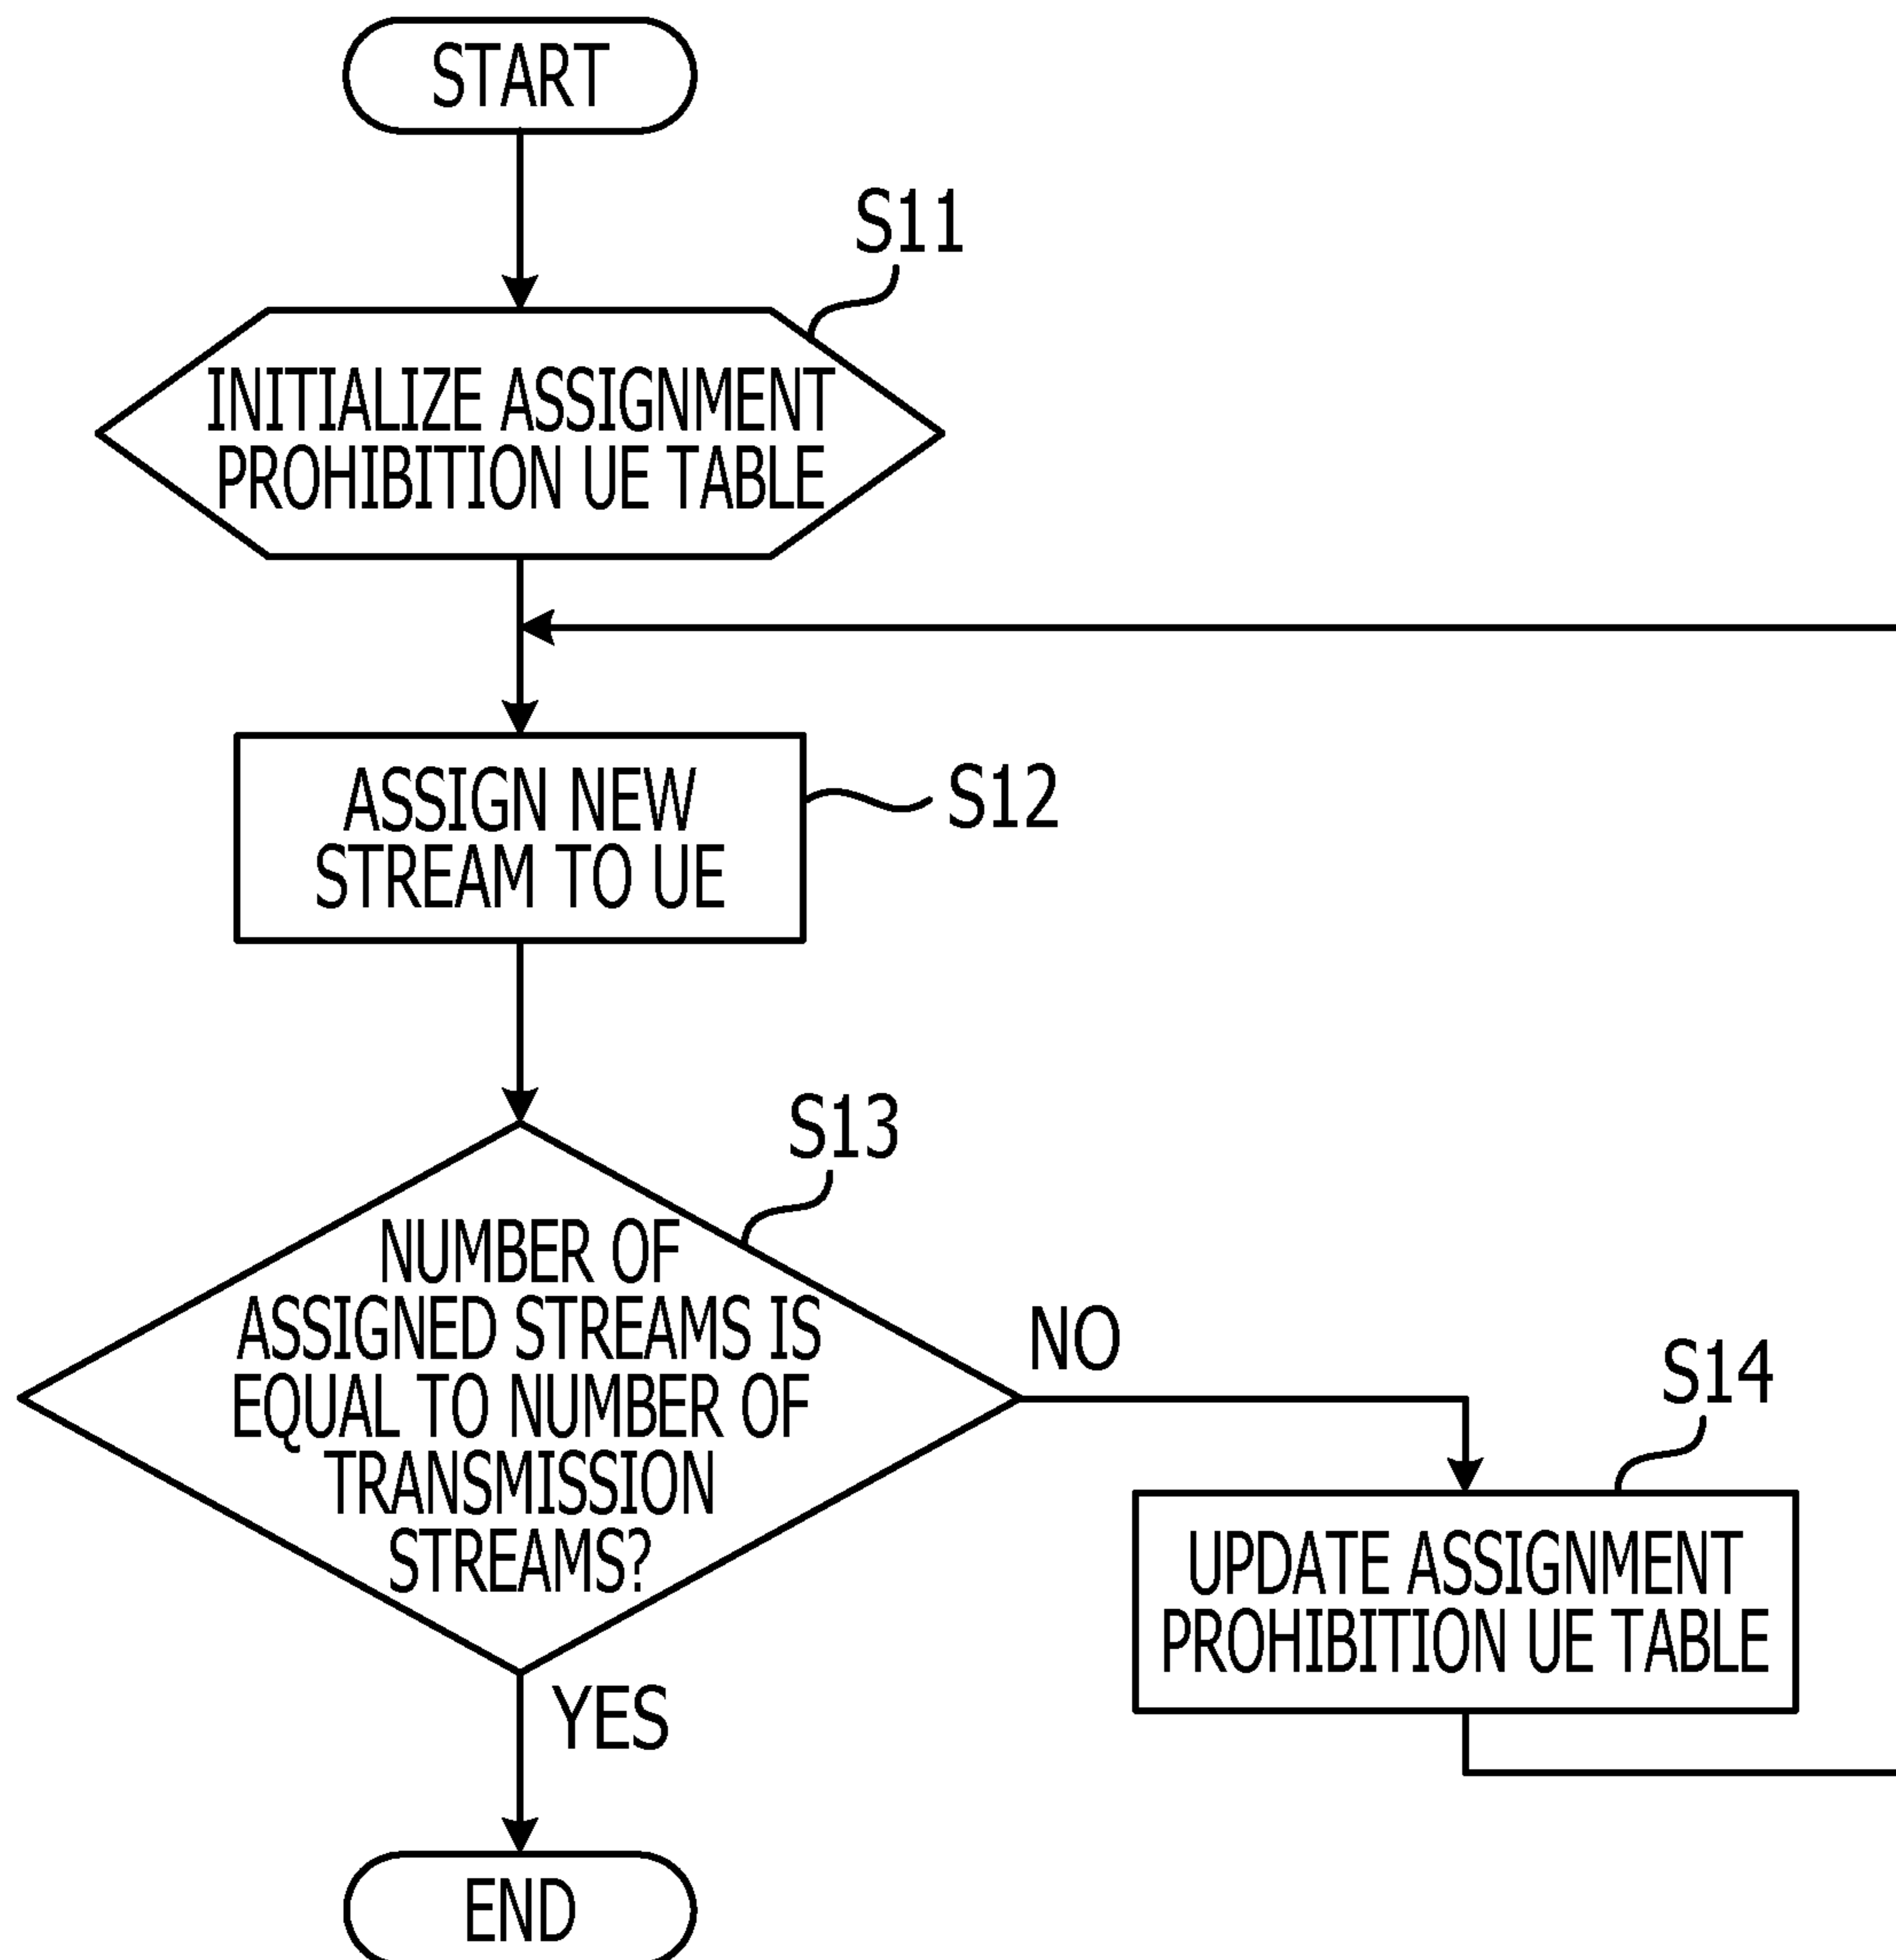 START
S11
INITIALIZE ASSIGNMENT
PROHIBITION UE TABLE
ASSIGN NEW
STREAM TO UE
S12
S13
NUMBER OF
ASSIGNED STREAMS IS
EQUAL TO NUMBER OF
TRANSMISSION
STREAMS?
NO
S14
UPDATE ASSIGNMENT
PROHIBITION UE TABLE
YES
END